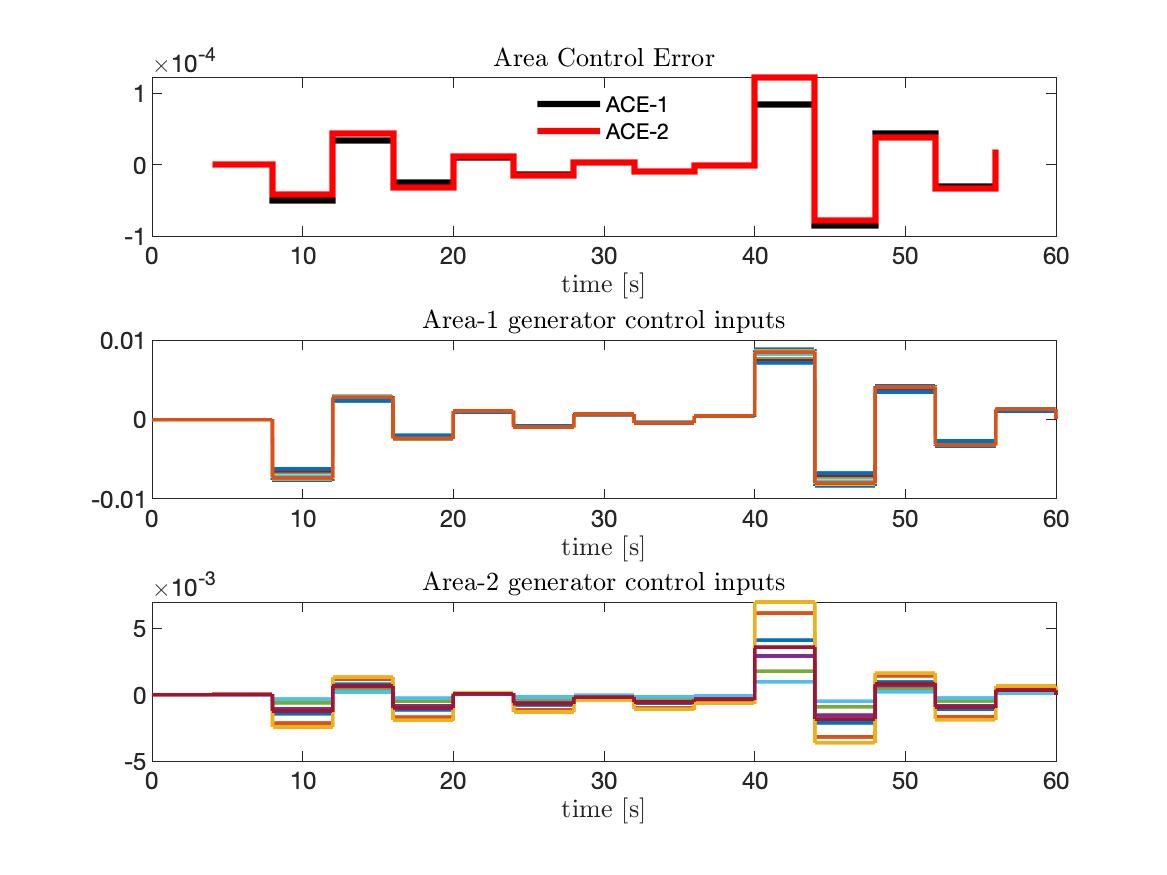 Area Control Error
×10-4
1
0
-1
ACE-1
ACE-2
0 10 20 30 40 50 60
time [s]
Area-1 generator control inputs
0.01
0
-0.01
0 10 20 30 40 50 60
time [s]
Area-2 generator control inputs
×10-3
5
0
-5
0 10 20 30 40 50 60
time [s]